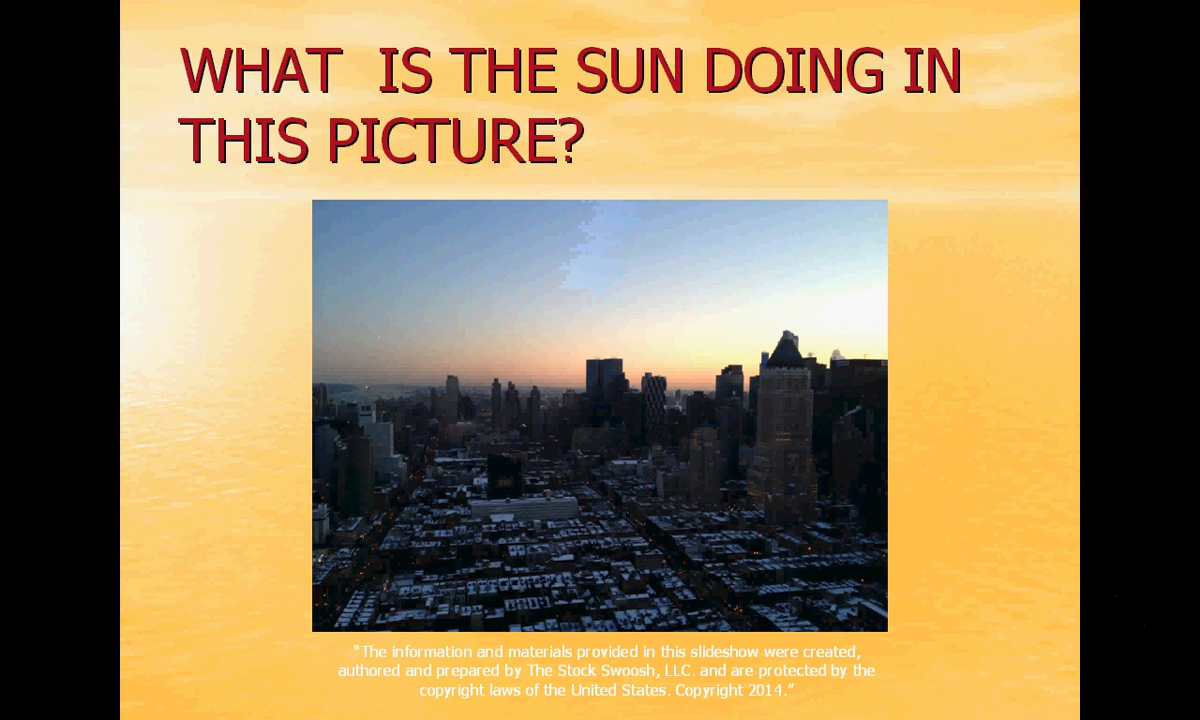 WHAT IS THE SUN DOING IN
THIS PICTURE?
“The information and materials provided in this slideshow were created,
authored and prepared by The Stock Swoosh, LLC. and are protected by the
copyright laws of the United States. Copyright 2014.”